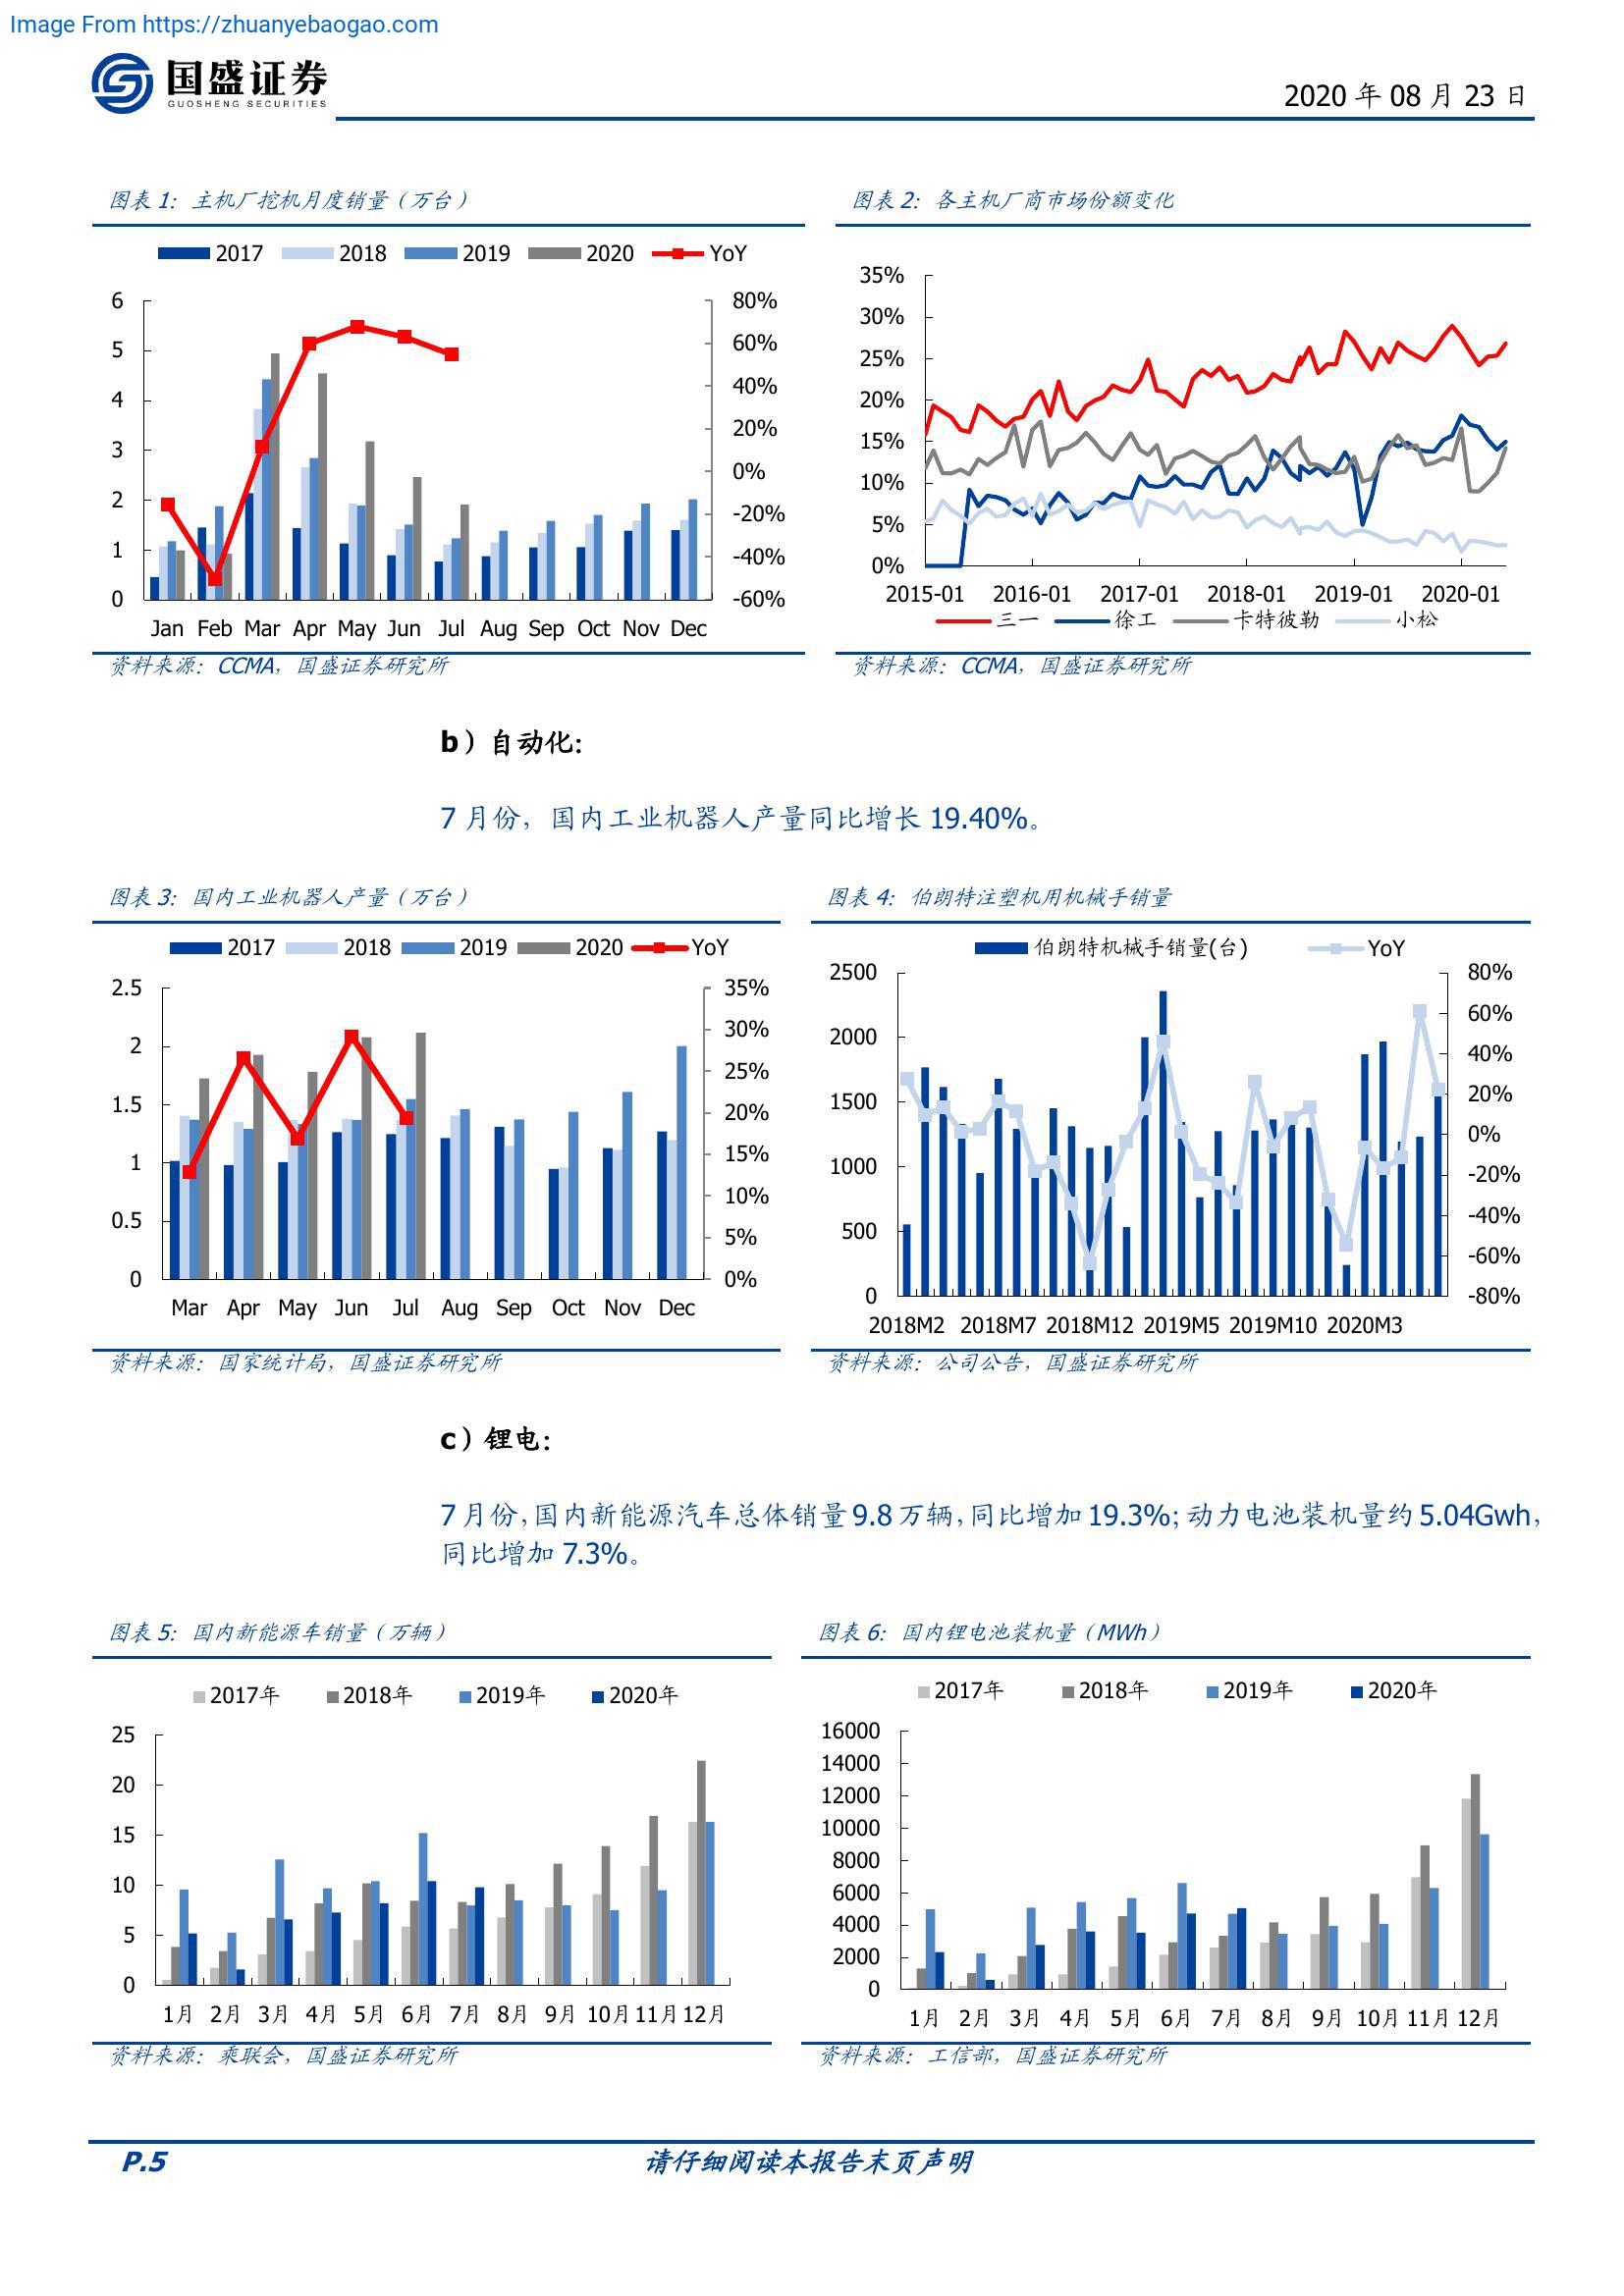 Image From https://zhuanyebaogao.com
国盛证券
GUOSHENG SECURITIES
2020 年 08 月 23 日
图表 1：主机厂挖机月度销量（万台）
2017 2018 2019 2020 YoY
6
5
4
3
2
1
0
80%
60%
40%
20%
0%
-20%
-40%
-60%
Jan Feb Mar Apr May Jun Jul Aug Sep Oct Nov Dec
资料来源：CCMA，国盛证券研究所
图表 2：各主机厂商市场份额变化
35%
30%
25%
20%
15%
10%
5%
0%
2015-01 2016-01 2017-01 2018-01 2019-01 2020-01
三一 徐工 卡特彼勒 小松
资料来源：CCMA，国盛证券研究所
b）自动化：
7 月份，国内工业机器人产量同比增长 19.40%。
图表 3：国内工业机器人产量（万台）
2017 2018 2019 2020 YoY
2.5
2
1.5
1
0.5
0
35%
30%
25%
20%
15%
10%
5%
0%
Mar Apr May Jun Jul Aug Sep Oct Nov Dec
资料来源：国家统计局，国盛证券研究所
图表 4：伯朗特注塑机用机械手销量
伯朗特机械手销量(台) YoY
2500
2000
1500
1000
500
0
80%
60%
40%
20%
0%
-20%
-40%
-60%
-80%
2018M2 2018M7 2018M12 2019M5 2019M10 2020M3
资料来源：公司公告，国盛证券研究所
c）锂电：
7 月份，国内新能源汽车总体销量 9.8 万辆，同比增加 19.3%；动力电池装机量约 5.04Gwh，
同比增加 7.3%。
图表 5：国内新能源车销量（万辆）
2017年 2018年 2019年 2020年
25
20
15
10
5
0
1月 2月 3月 4月 5月 6月 7月 8月 9月 10月 11月 12月
资料来源：乘联会，国盛证券研究所
图表 6：国内锂电池装机量（MWh）
2017年 2018年 2019年 2020年
16000
14000
12000
10000
8000
6000
4000
2000
0
1月 2月 3月 4月 5月 6月 7月 8月 9月 10月 11月 12月
资料来源：工信部，国盛证券研究所
P.5
请仔细阅读本报告末页声明